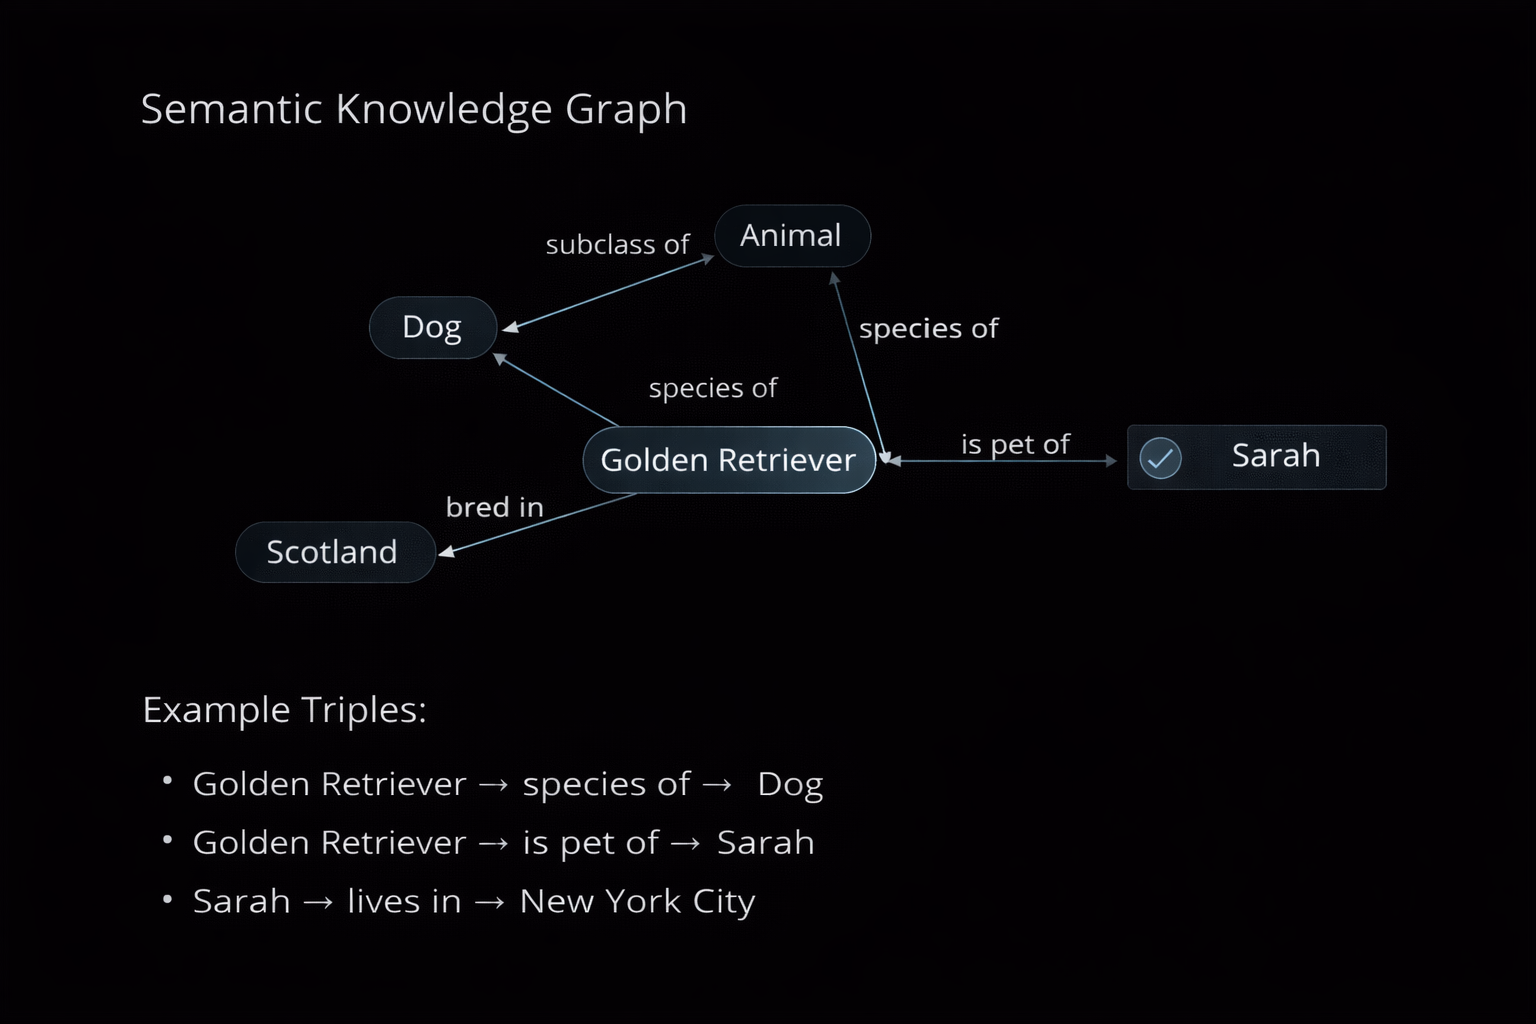 Semantic Knowledge Graph
Animal
subclass of
Dog
species of
species of
is pet of
Sarah
Golden Retriever
bred in
Scotland
Example Triples:
• Golden Retriever → species of → Dog
• Golden Retriever → is pet of → Sarah
• Sarah → lives in → New York City